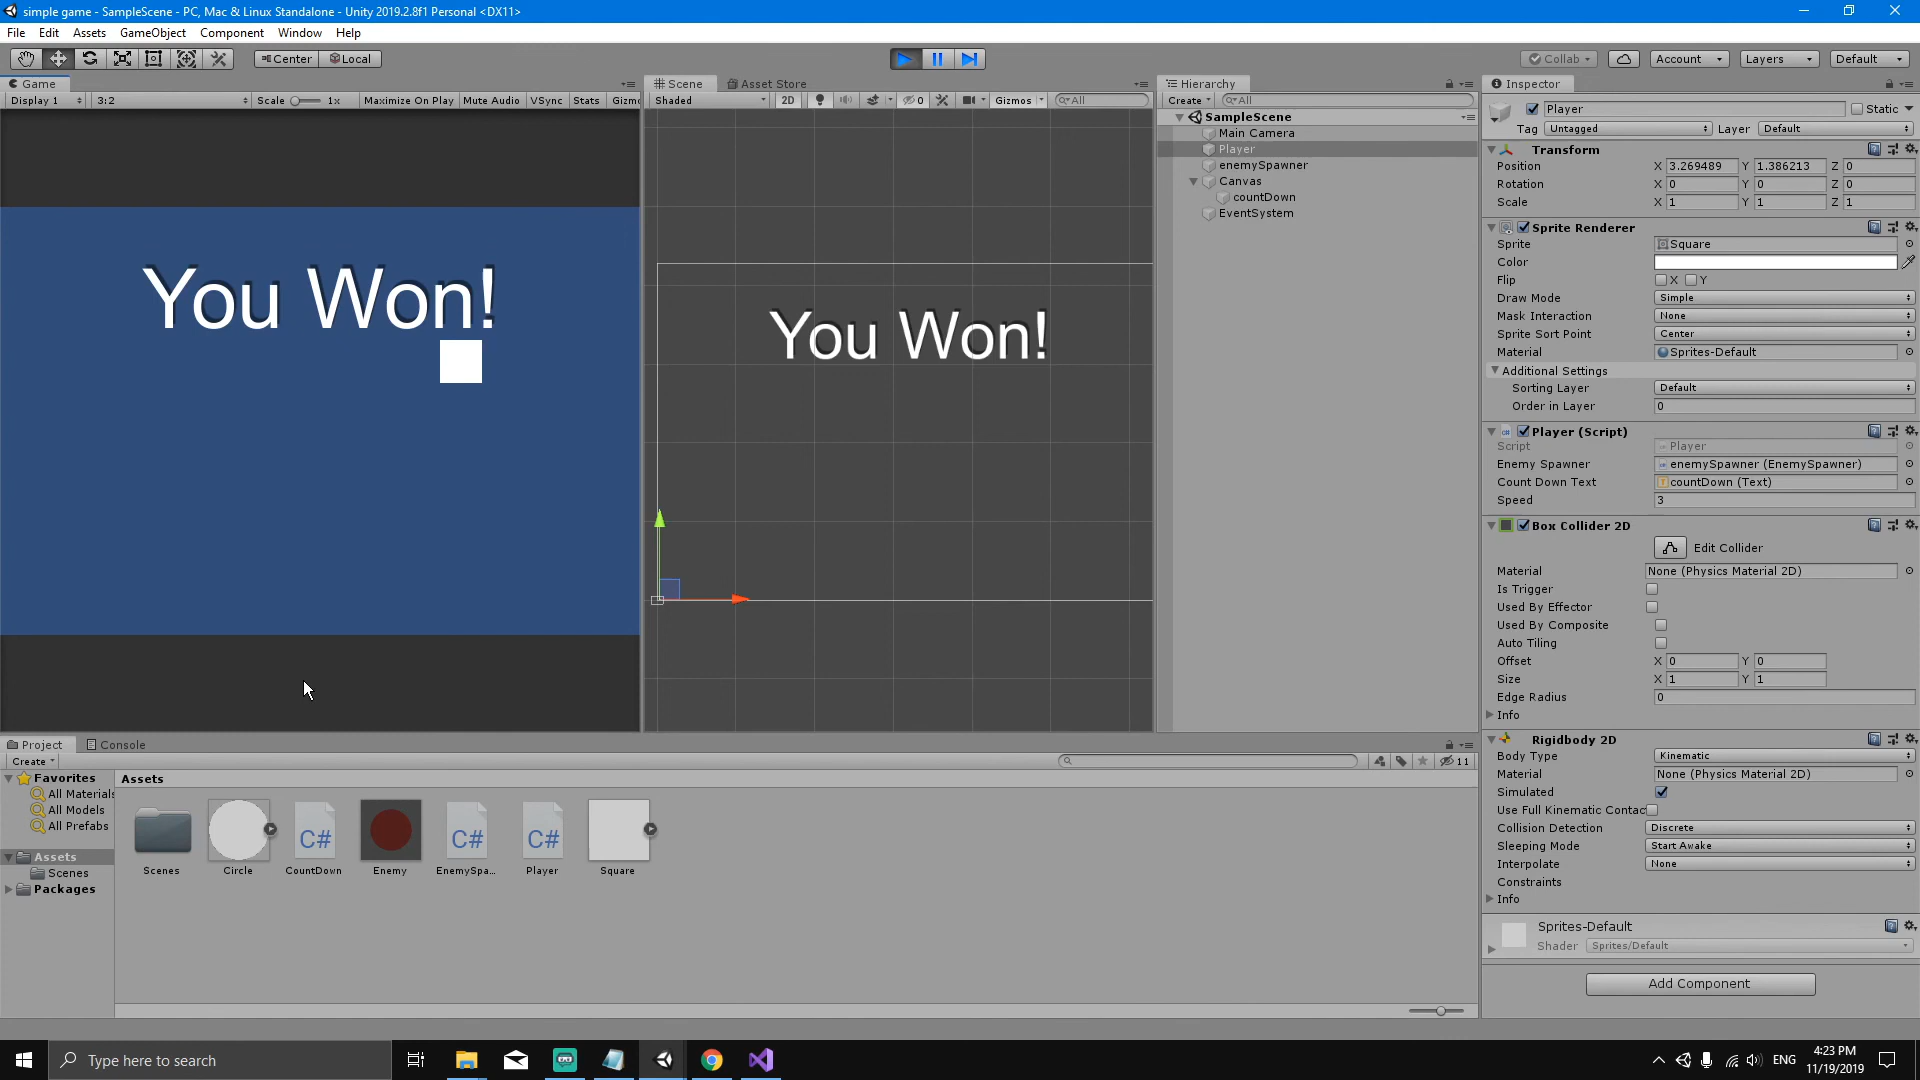 simple game - SampleScene - PC, Mac & Linux Standalone - Unity 2019.2.8f1 Personal <DX11>
File Edit Assets GameObject Component Window Help
Center Local Collab Account Layers Default
Game
Display 1 3:2 Scale 1x Maximize On Play Mute Audio VSync Stats Gizmo
You Won!
Scene Asset Store
Shaded 2D 0 Gizmos All
You Won!
Hierarchy
Create All
SampleScene
Main Camera
Player
enemySpawner
Canvas
countDown
EventSystem
Inspector
Player Static
Tag Untagged Layer Default
Transform
Position X 3.269489 Y 1.386213 Z 0
Rotation X 0 Y 0 Z 0
Scale X 1 Y 1 Z 1
Sprite Renderer
Sprite Square
Color
Flip X Y
Draw Mode Simple
Mask Interaction None
Sprite Sort Point Center
Material Sprites-Default
Additional Settings
Sorting Layer Default
Order in Layer 0
Player (Script)
Script Player
Enemy Spawner enemySpawner (EnemySpawner)
Count Down Text countDown (Text)
Speed 3
Box Collider 2D
Edit Collider
Material None (Physics Material 2D)
Is Trigger
Used By Effector
Used By Composite
Auto Tiling
Offset X 0 Y 0
Size X 1 Y 1
Edge Radius 0
Info
Rigidbody 2D
Body Type Kinematic
Material None (Physics Material 2D)
Simulated
Use Full Kinematic Contac
Collision Detection Discrete
Sleeping Mode Start Awake
Interpolate None
Constraints
Info
Sprites-Default
Shader Sprites/Default
Add Component
Project Console
Create 11
Favorites
All Materials
All Models
All Prefabs
Assets
Scenes
Packages
Assets
C# C# C#
Scenes Circle CountDown Enemy EnemySpa... Player Square
Type here to search
ENG
4:23 PM
11/19/2019